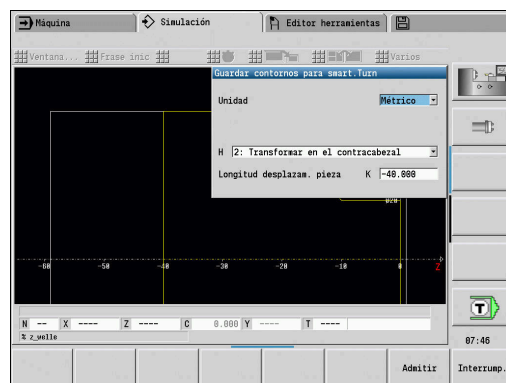 Máquina
Simulación
Editor herramientas
Ventana...
Frase inic
Varios
Guardar contornos para smart.Turn
Unidad
Métrico
H
2: Transformar en el contracabezal
Longitud desplazam. pieza
K
-40.000
-60
-50
-40
-30
-20
-10
0
Z
N -- X ---- Z ---- C 0.000 Y ---- T ----
% z_welle
T
07:46
Admitir
Interrump.